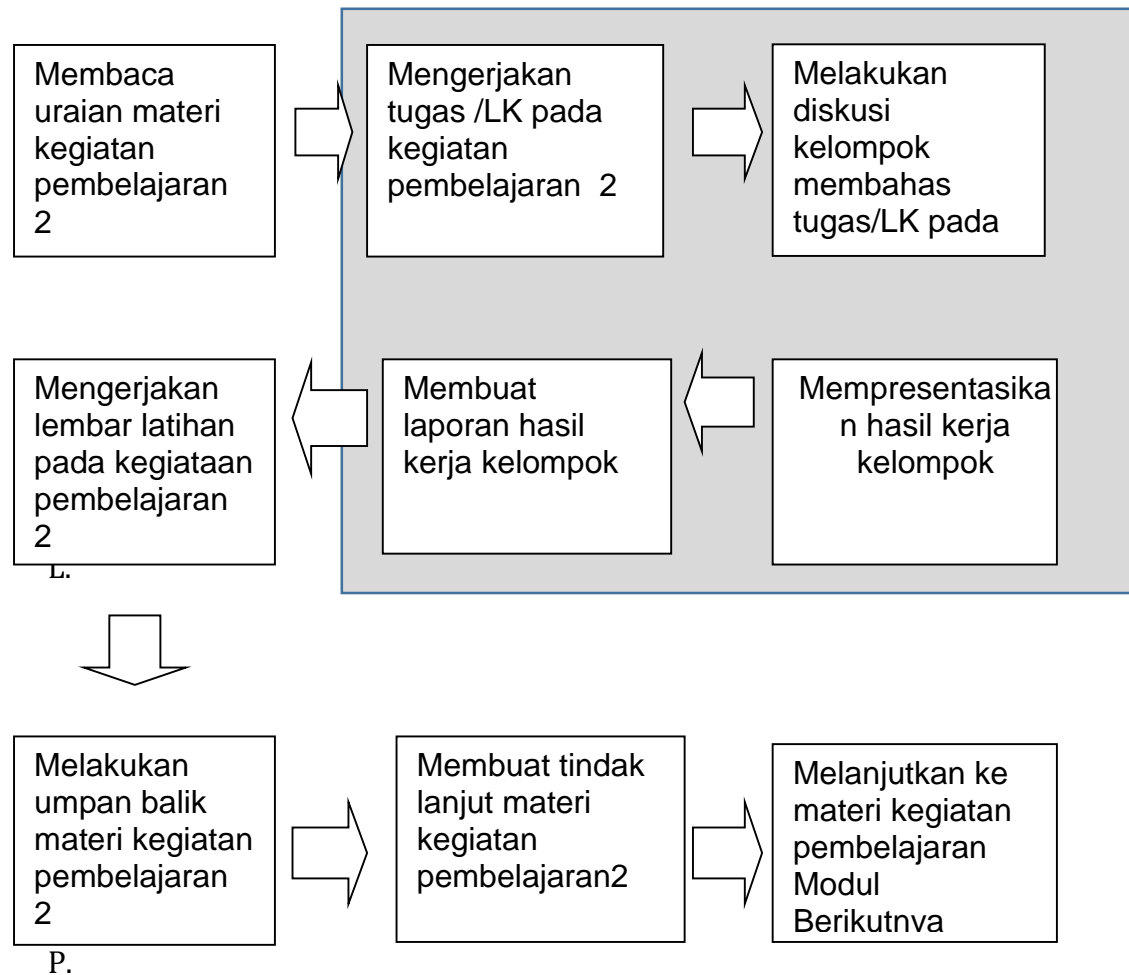 Membaca
uraian materi
kegiatan
pembelajaran
2
Mengerjakan
tugas /LK pada
kegiatan
pembelajaran 2
Melakukan
diskusi
kelompok
membahas
tugas/LK pada
Mempresentasika
n hasil kerja
kelompok
Membuat
laporan hasil
kerja kelompok
Mengerjakan
lembar latihan
pada kegiataan
pembelajaran
2
L.
Melakukan
umpan balik
materi kegiatan
pembelajaran
2
Membuat tindak
lanjut materi
kegiatan
pembelajaran2
Melanjutkan ke
materi kegiatan
pembelajaran
Modul
Berikutnya
P.